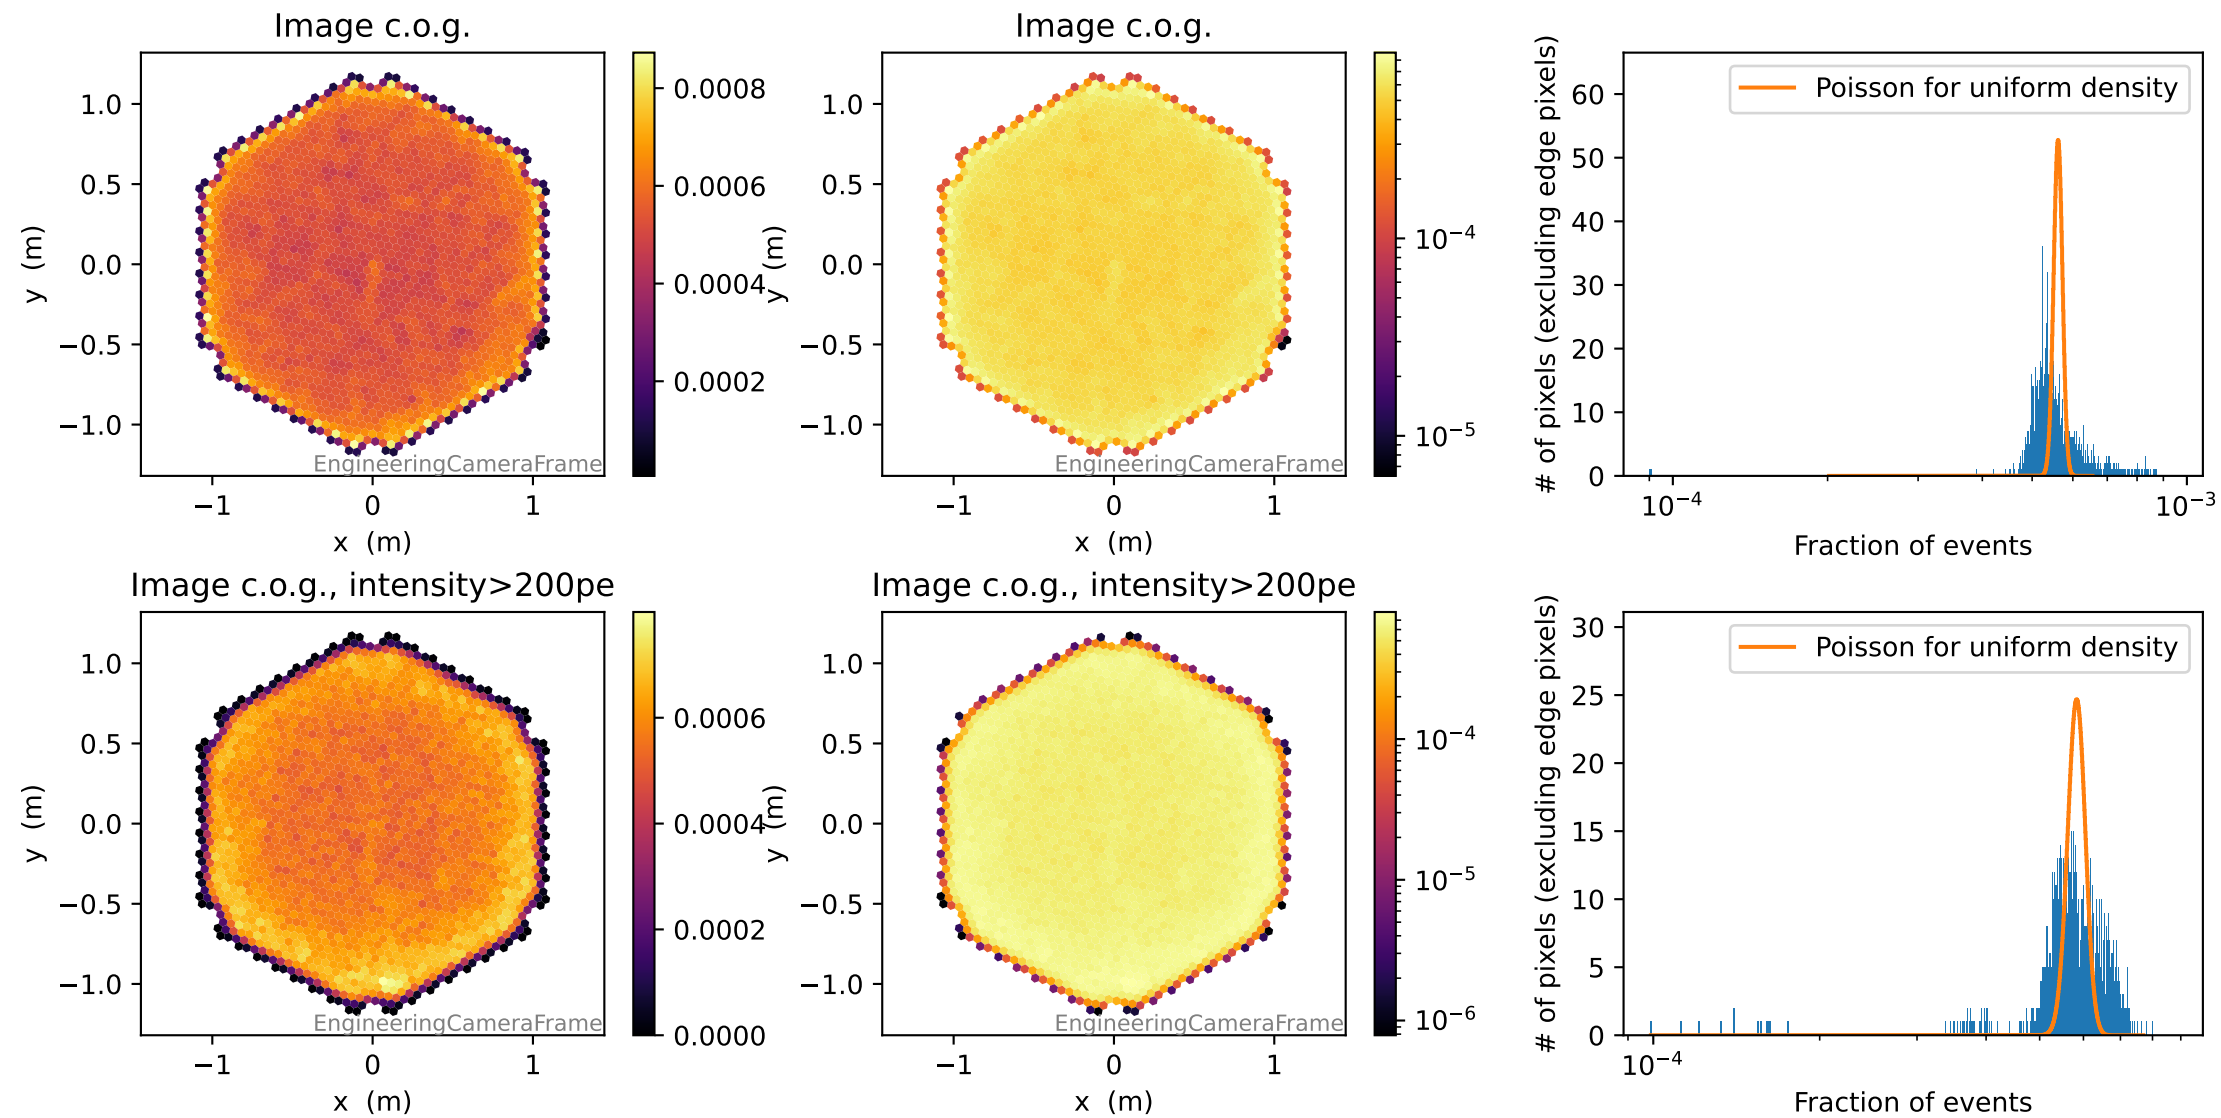 Image c.o.g.
y (m)
1.0
0.5
0.0
−0.5
−1.0
−1
0
1
x (m)
EngineeringCameraFrame
0.0008
0.0006
0.0004
0.0002
Image c.o.g.
y (m)
1.0
0.5
0.0
−0.5
−1.0
−1
0
1
x (m)
EngineeringCameraFrame
10⁻⁴
10⁻⁵
# of pixels (excluding edge pixels)
60
50
40
30
20
10
0
Poisson for uniform density
10⁻⁴
10⁻³
Fraction of events
Image c.o.g., intensity>200pe
y (m)
1.0
0.5
0.0
−0.5
−1.0
−1
0
1
x (m)
EngineeringCameraFrame
0.0006
0.0004
0.0002
0.0000
Image c.o.g., intensity>200pe
y (m)
1.0
0.5
0.0
−0.5
−1.0
−1
0
1
x (m)
EngineeringCameraFrame
10⁻⁴
10⁻⁵
10⁻⁶
# of pixels (excluding edge pixels)
30
25
20
15
10
5
0
Poisson for uniform density
10⁻⁴
Fraction of events